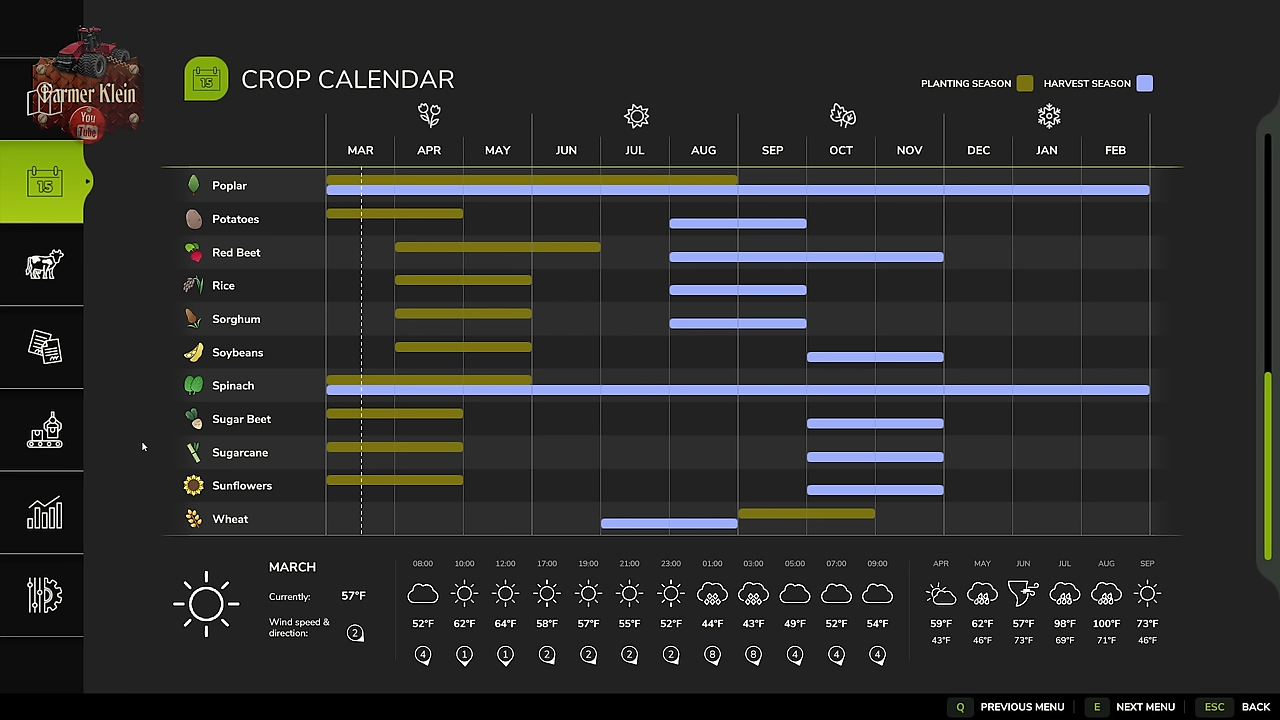 Farmer Klein
You
Tube
15
CROP CALENDAR
PLANTING SEASON
HARVEST SEASON
MAR APR MAY JUN JUL AUG SEP OCT NOV DEC JAN FEB
15
Poplar
Potatoes
Red Beet
Rice
Sorghum
Soybeans
Spinach
Sugar Beet
Sugarcane
Sunflowers
Wheat
MARCH
Currently: 57°F
Wind speed &
direction: 2
08:00 10:00 12:00 17:00 19:00 21:00 23:00 01:00 03:00 05:00 07:00 09:00
52°F 62°F 64°F 58°F 57°F 55°F 52°F 44°F 43°F 49°F 52°F 54°F
4 1 1 2 2 2 2 8 8 4 4 4
APR MAY JUN JUL AUG SEP
59°F 62°F 57°F 98°F 100°F 73°F
43°F 46°F 73°F 69°F 71°F 46°F
Q PREVIOUS MENU E NEXT MENU ESC BACK